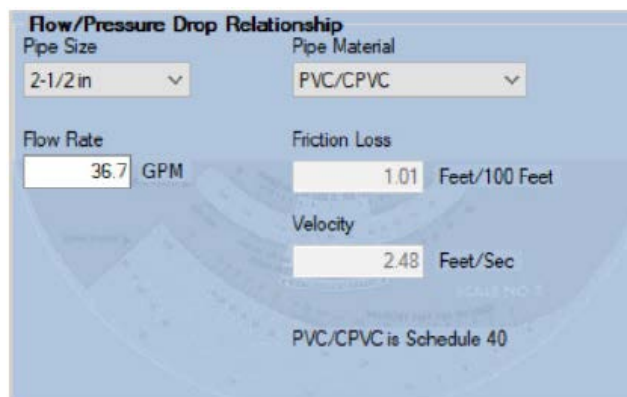 Flow/Pressure Drop Relationship
Pipe Size Pipe Material
2-1/2 in PVC/CPVC
Flow Rate Friction Loss
36.7 GPM 1.01 Feet/100 Feet
Velocity
2.48 Feet/Sec
PVC/CPVC is Schedule 40